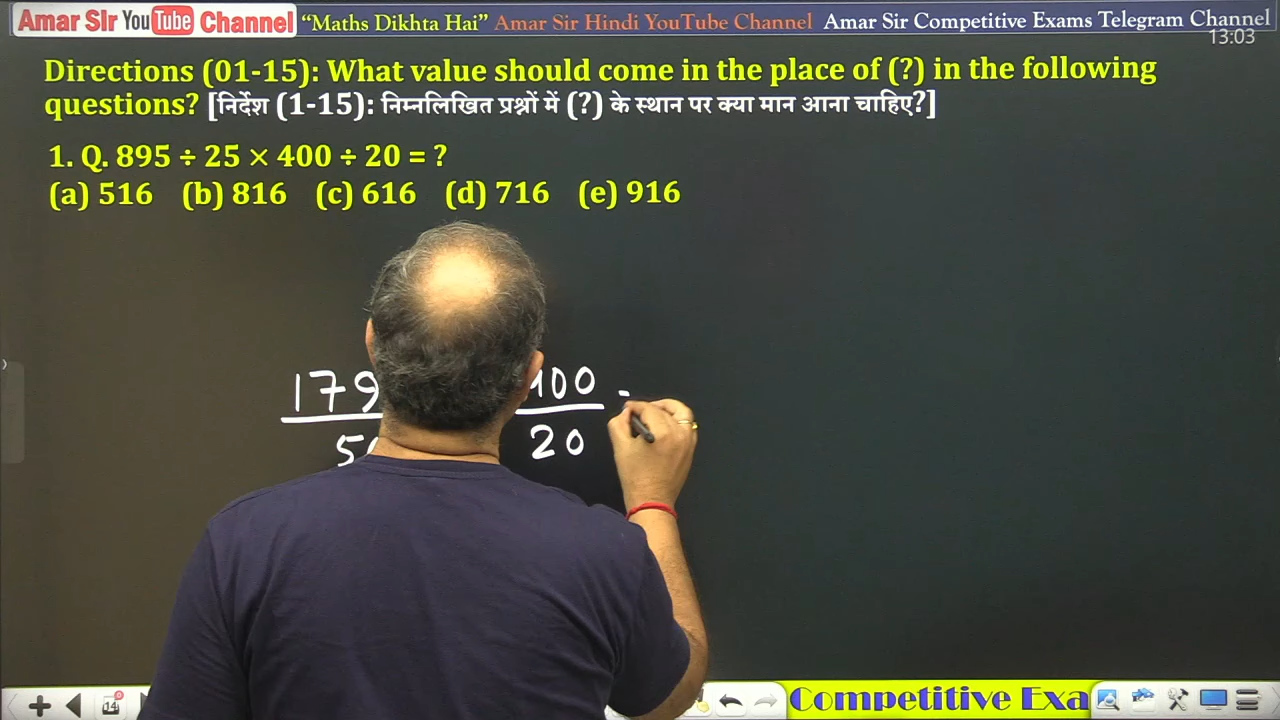 Amar SIr YouTube Channel "Maths Dikhta Hai" Amar Sir Hindi YouTube Channel Amar Sir Competitive Exams Telegram Channel
13:03
Directions (01-15): What value should come in the place of (?) in the following
questions? [निर्देश (1-15): निम्नलिखित प्रश्नों में (?) के स्थान पर क्या मान आना चाहिए?]
1. Q. 895 ÷ 25 × 400 ÷ 20 = ?
(a) 516 (b) 816 (c) 616 (d) 716 (e) 916
179 400 =
5 20
14
Competitive Exa